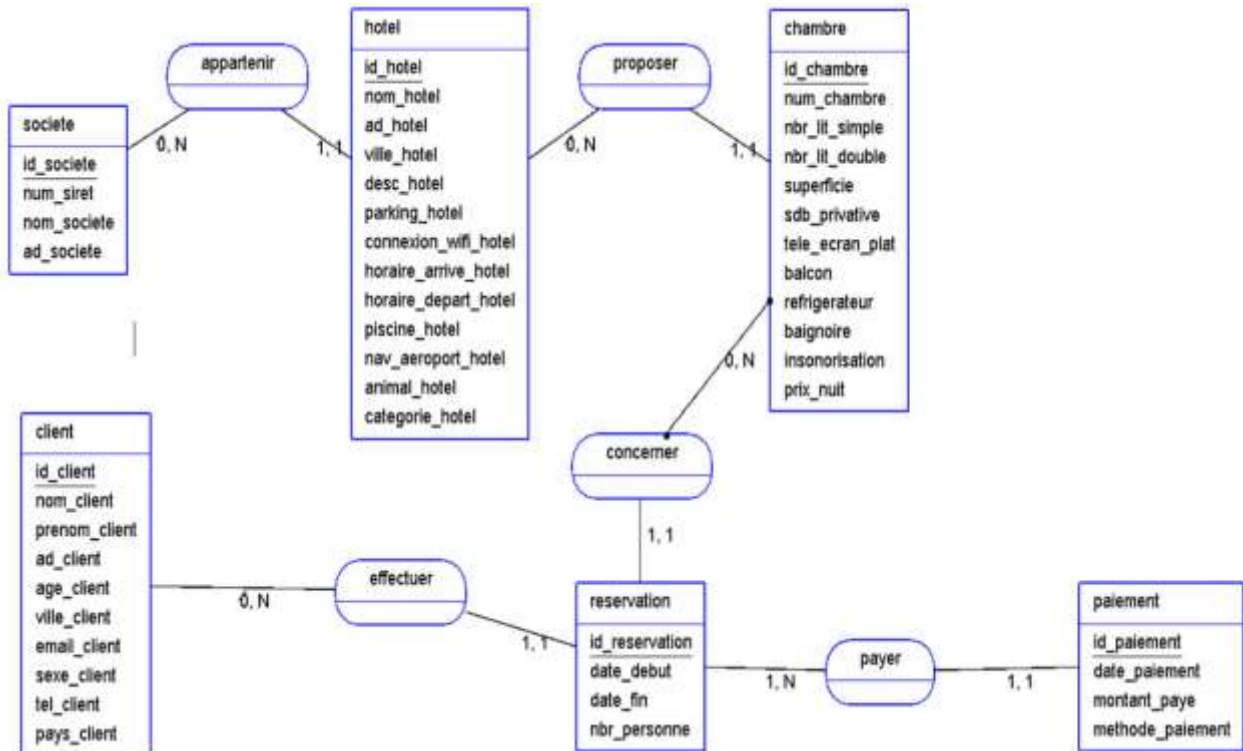 hotel
id_hotel
nom_hotel
ad_hotel
ville_hotel
desc_hotel
parking_hotel
connexion_wifi_hotel
horaire_arrive_hotel
horaire_depart_hotel
piscine_hotel
nav_aeroport_hotel
animal_hotel
categorie_hotel
chambre
id_chambre
num_chambre
nbr_lit_simple
nbr_lit_double
superficie
sdb_privative
tele_ecran_plat
balcon
refrigerateur
baignoire
insonorisation
prix_nuit
appartenir
proposer
societe
id_societe
num_siret
nom_societe
ad_societe
0, N
1, 1
0, N
1, 1
0, N
concerner
1, 1
client
id_client
nom_client
prenom_client
ad_client
age_client
ville_client
email_client
sexe_client
tel_client
pays_client
effectuer
0, N
1, 1
reservation
id_reservation
date_debut
date_fin
nbr_personne
payer
1, N
1, 1
paiement
id_paiement
date_paiement
montant_paye
methode_paiement